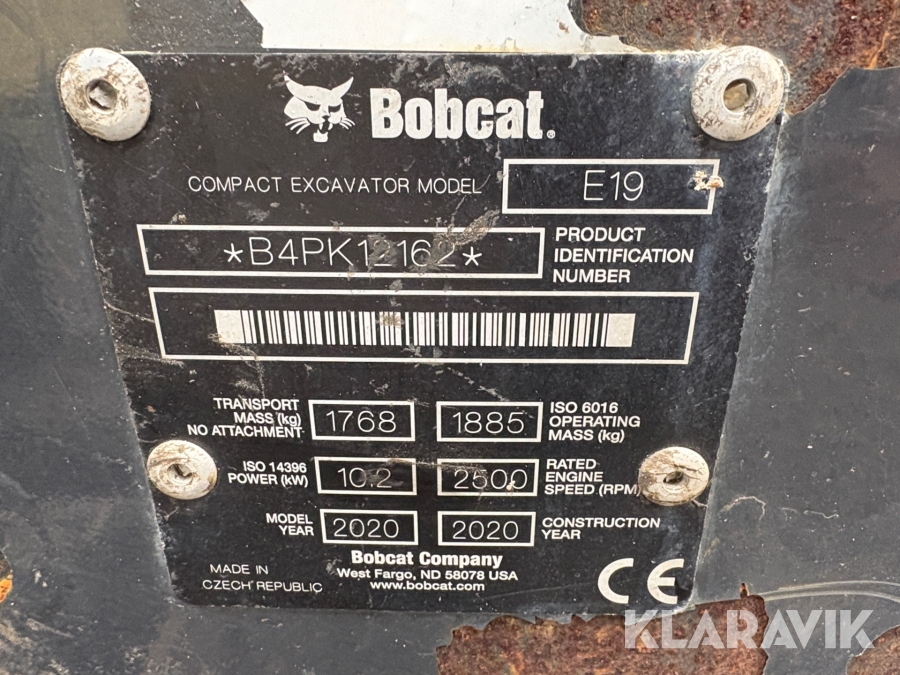 Bobcat®
COMPACT EXCAVATOR MODEL E19
*B4PK12162*
PRODUCT
IDENTIFICATION
NUMBER
TRANSPORT
MASS (kg)
NO ATTACHMENT
1768
1885
ISO 6016
OPERATING
MASS (kg)
ISO 14396
POWER (kW)
10.2
2500
RATED
ENGINE
SPEED (RPM)
MODEL
YEAR
2020
2020
CONSTRUCTION
YEAR
Bobcat Company
West Fargo, ND 58078 USA
www.bobcat.com
MADE IN
CZECH REPUBLIC
CE
KLARAVIK